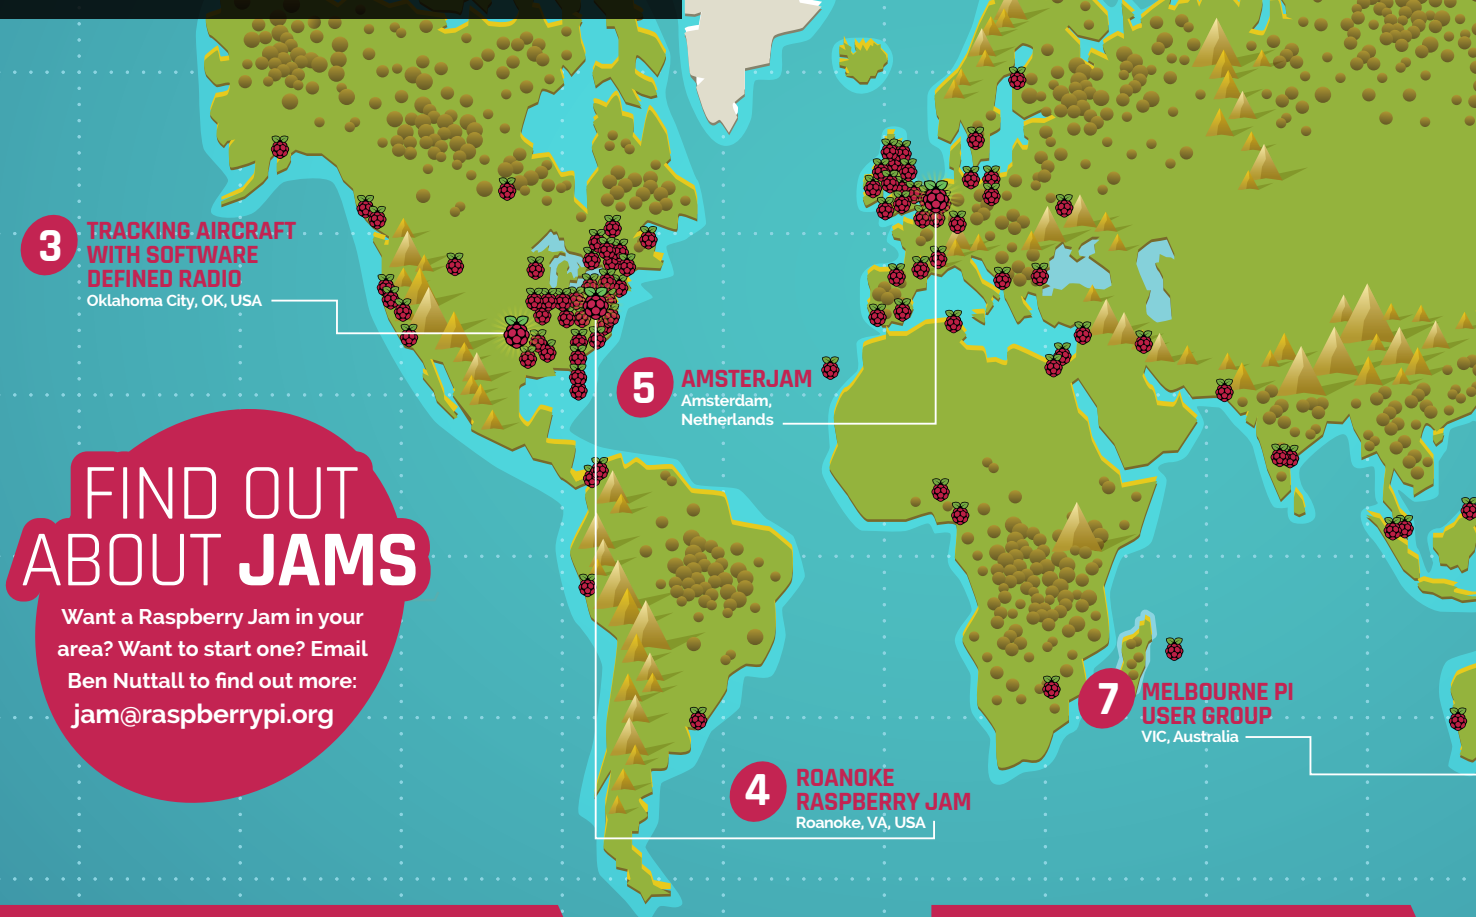 3
TRACKING AIRCRAFT
WITH SOFTWARE
DEFINED RADIO
Oklahoma City, OK, USA
5
AMSTERJAM
Amsterdam,
Netherlands
FIND OUT
ABOUT JAMS
Want a Raspberry Jam in your
area? Want to start one? Email
Ben Nuttall to find out more:
jam@raspberrypi.org
7
MELBOURNE PI
USER GROUP
VIC, Australia
4
ROANOKE
RASPBERRY JAM
Roanoke, VA, USA